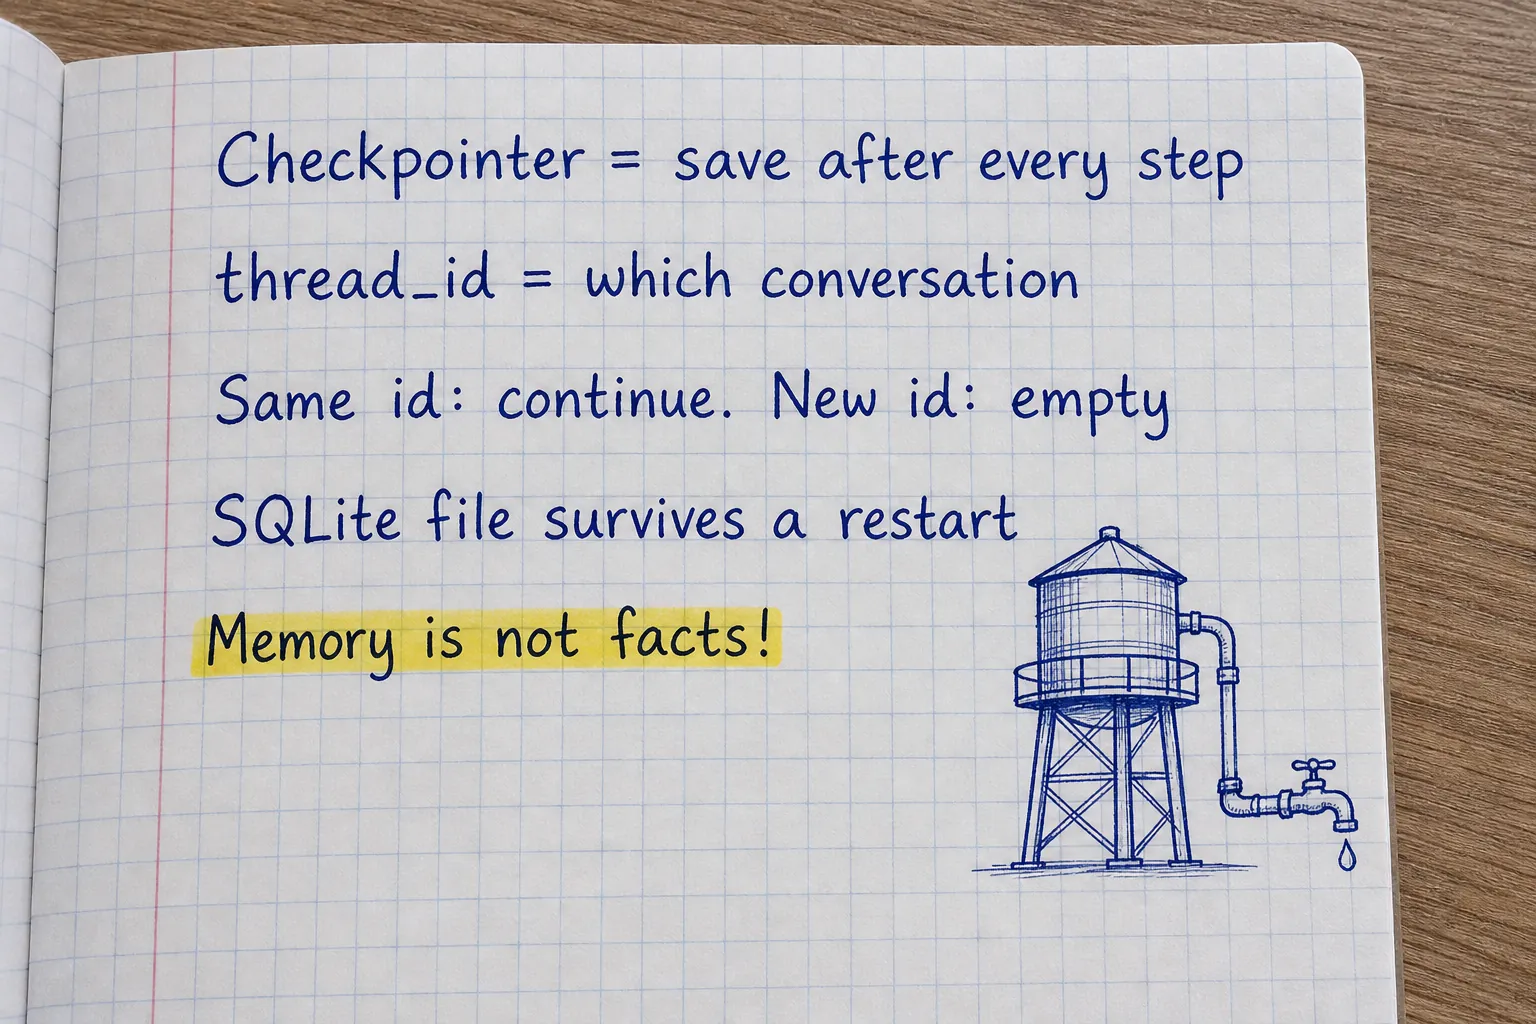 Checkpointer = save after every step
thread_id = which conversation
Same id: continue. New id: empty
SQLite file survives a restart
Memory is not facts!